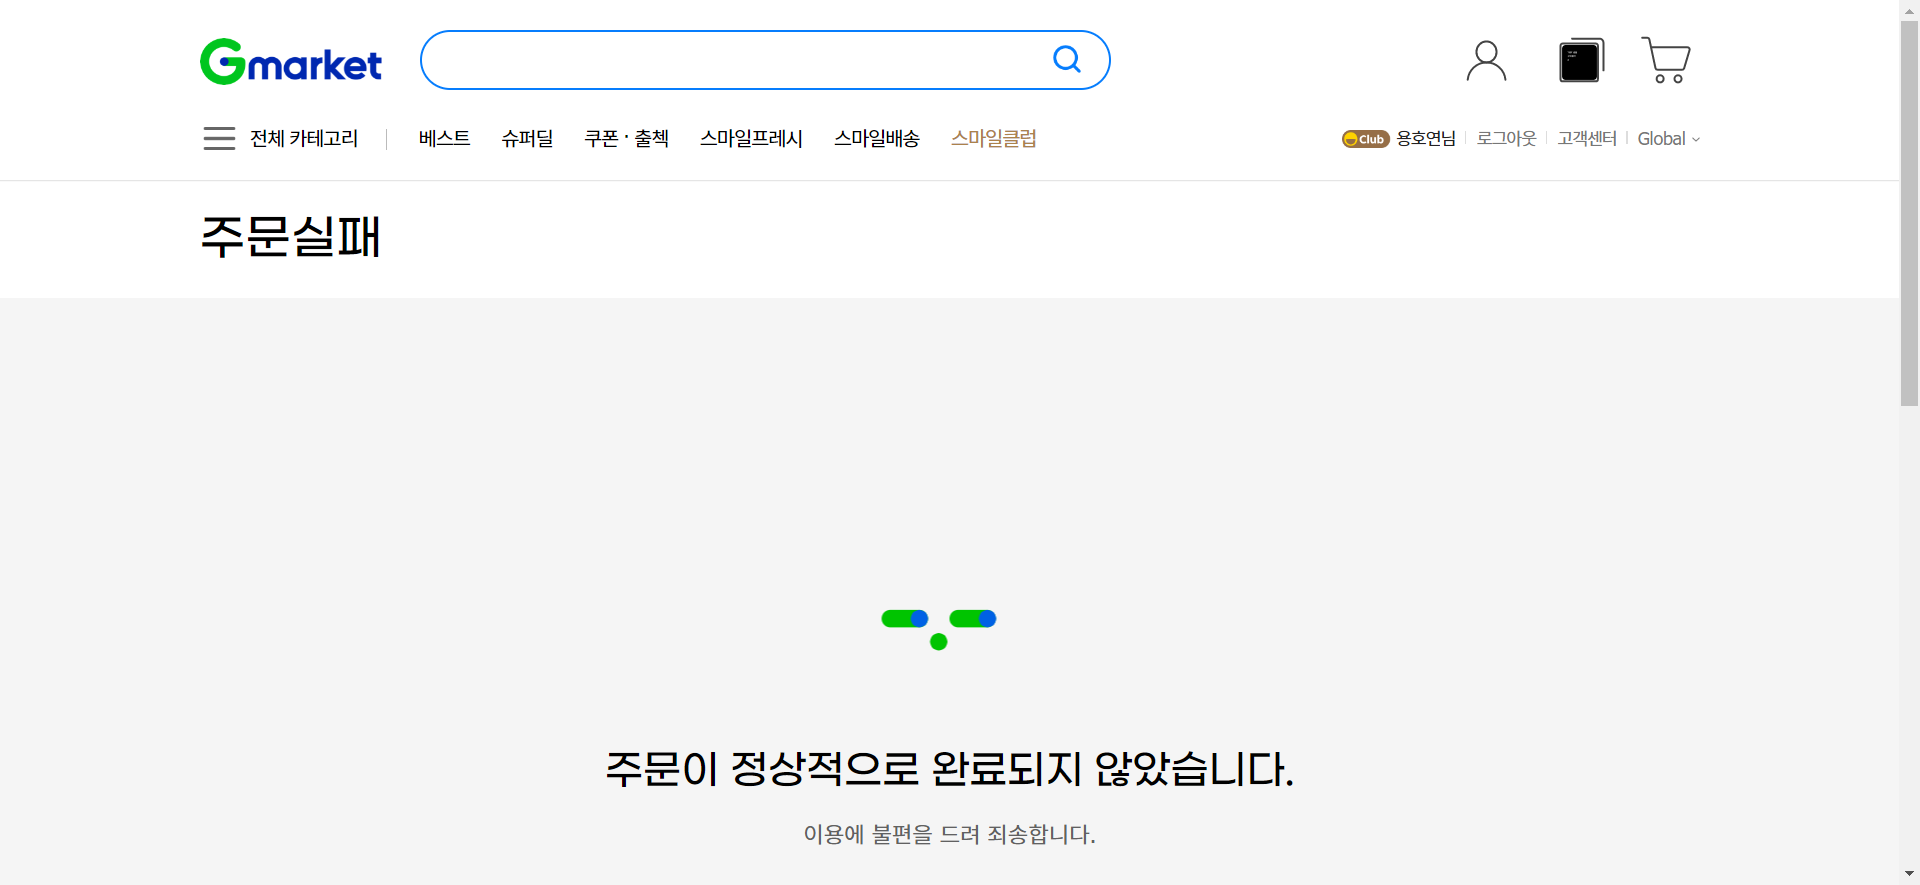 Gmarket
전체 카테고리
베스트
슈퍼딜
쿠폰 · 출첵
스마일프레시
스마일배송
스마일클럽
Club 용호연님
로그아웃
고객센터
Global
주문실패
주문이 정상적으로 완료되지 않았습니다.
이용에 불편을 드려 죄송합니다.